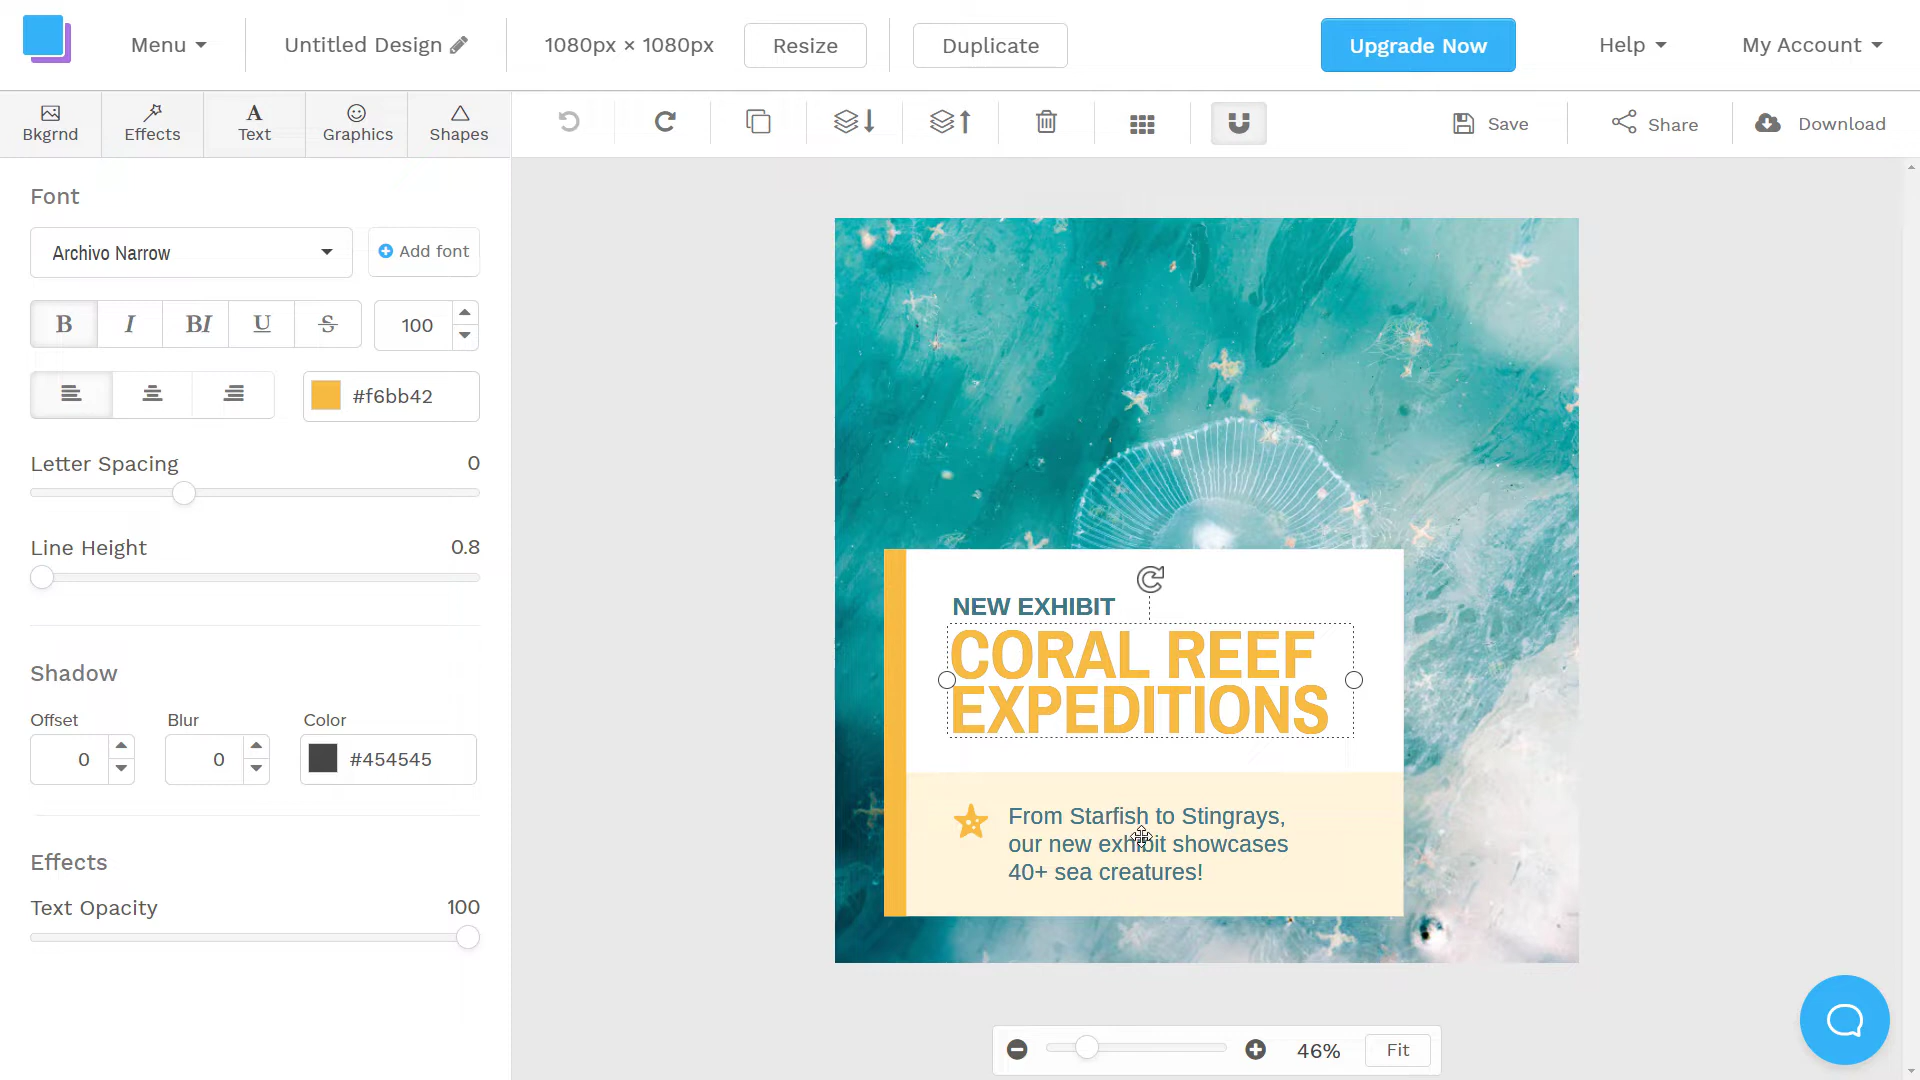 Menu
Untitled Design
1080px × 1080px
Resize
Duplicate
Upgrade Now
Help
My Account
Bkgrnd
Effects
Text
Graphics
Shapes
Save
Share
Download
Font
Archivo Narrow
Add font
B
I
BI
U
S
100
#f6bb42
Letter Spacing
0
Line Height
0.8
Shadow
Offset
Blur
Color
0
0
#454545
Effects
Text Opacity
100
NEW EXHIBIT
CORAL REEF
EXPEDITIONS
From Starfish to Stingrays,
our new exhibit showcases
40+ sea creatures!
46%
Fit